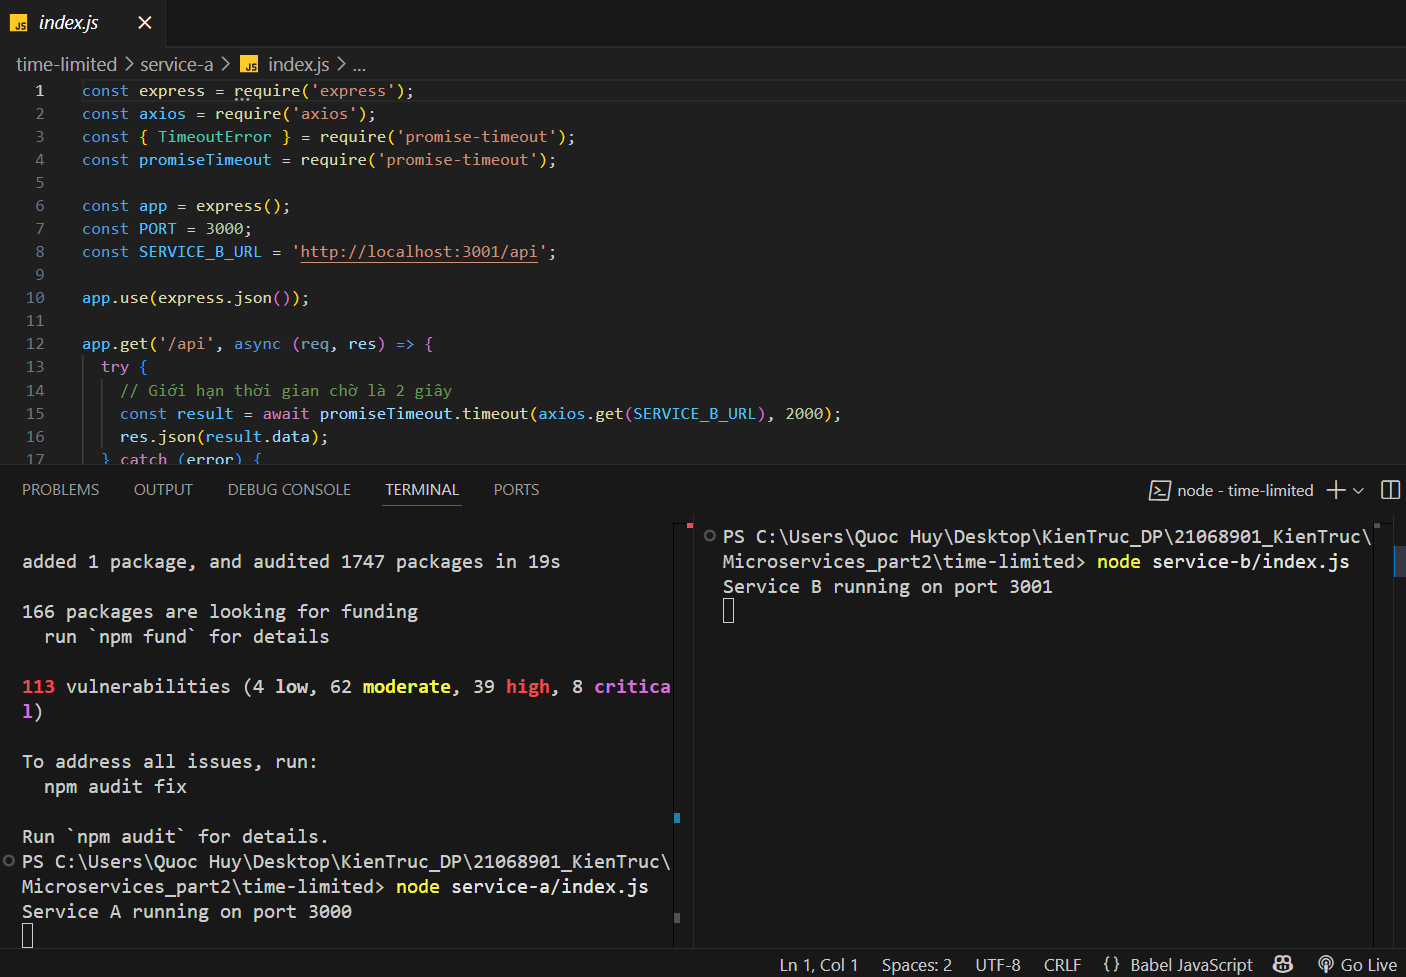 JS index.js
time-limited > service-a > JS index.js > ...
1 const express = require('express');
2 const axios = require('axios');
3 const { TimeoutError } = require('promise-timeout');
4 const promiseTimeout = require('promise-timeout');
5
6 const app = express();
7 const PORT = 3000;
8 const SERVICE_B_URL = 'http://localhost:3001/api';
9
10 app.use(express.json());
11
12 app.get('/api', async (req, res) => {
13 try {
14 // Giới hạn thời gian chờ là 2 giây
15 const result = await promiseTimeout.timeout(axios.get(SERVICE_B_URL), 2000);
16 res.json(result.data);
17 } catch (error) {
PROBLEMS OUTPUT DEBUG CONSOLE TERMINAL PORTS node - time-limited
added 1 package, and audited 1747 packages in 19s
166 packages are looking for funding
run `npm fund` for details
113 vulnerabilities (4 low, 62 moderate, 39 high, 8 critica
l)
To address all issues, run:
npm audit fix
Run `npm audit` for details.
PS C:\Users\Quoc Huy\Desktop\KienTruc_DP\21068901_KienTruc\
Microservices_part2\time-limited> node service-a/index.js
Service A running on port 3000
PS C:\Users\Quoc Huy\Desktop\KienTruc_DP\21068901_KienTruc\
Microservices_part2\time-limited> node service-b/index.js
Service B running on port 3001
Ln 1, Col 1 Spaces: 2 UTF-8 CRLF {} Babel JavaScript Go Live